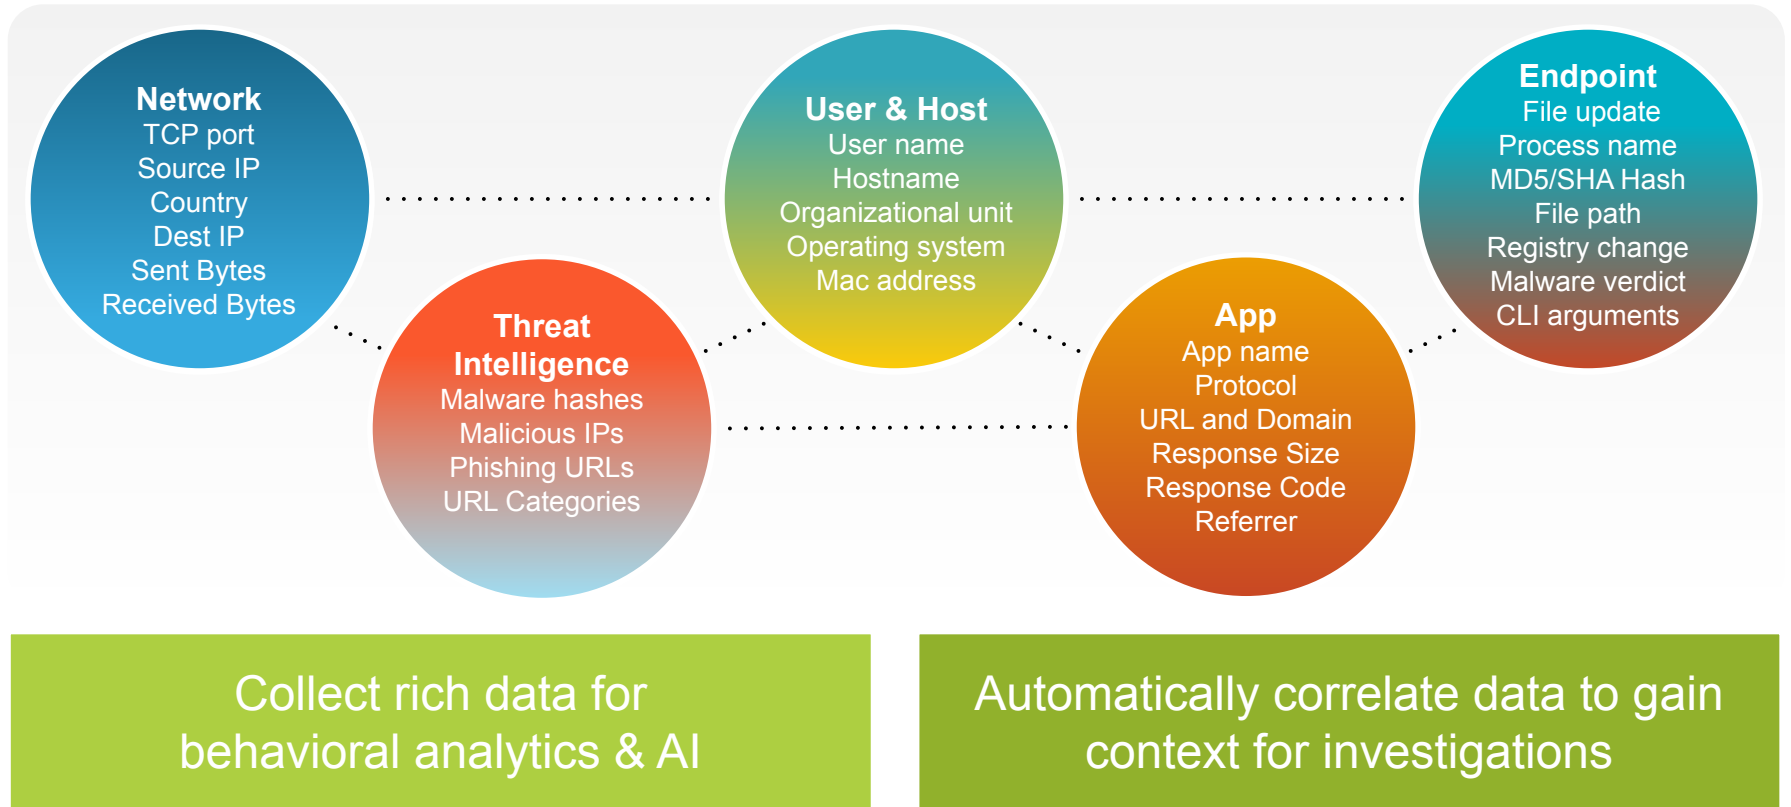 Network
TCP port
Source IP
Country
Dest IP
Sent Bytes
Received Bytes
Threat
Intelligence
Malware hashes
Malicious IPs
Phishing URLs
URL Categories
User & Host
User name
Hostname
Organizational unit
Operating system
Mac address
App
App name
Protocol
URL and Domain
Response Size
Response Code
Referrer
Endpoint
File update
Process name
MD5/SHA Hash
File path
Registry change
Malware verdict
CLI arguments
Collect rich data for
behavioral analytics & AI
Automatically correlate data to gain
context for investigations